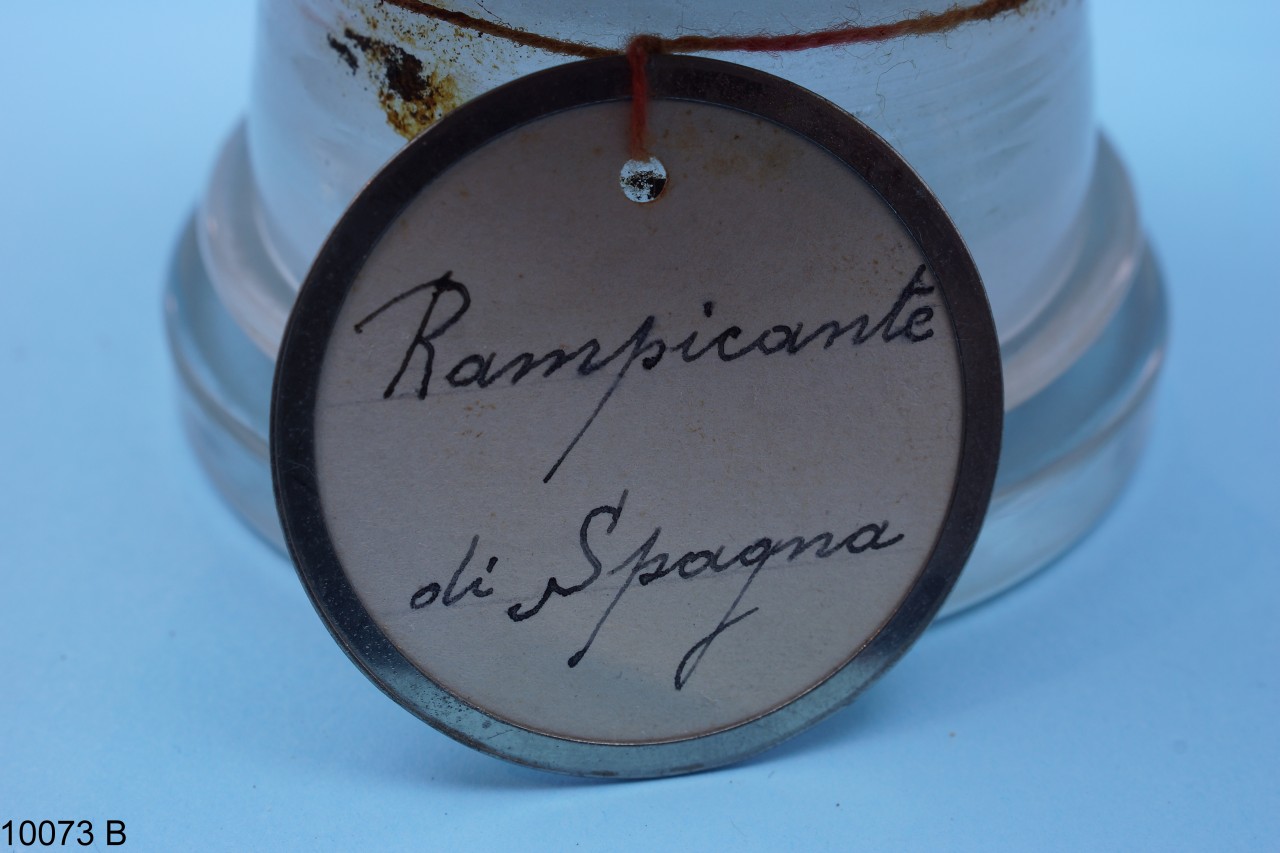 Rampicante
di Spagna
10073 B